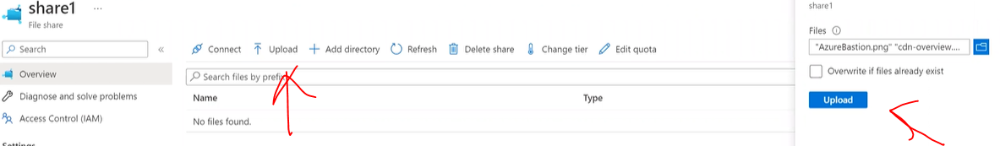 share1 ...
File share
Search «
Overview
Diagnose and solve problems
Access Control (IAM)
Connect Upload Add directory Refresh Delete share Change tier Edit quota
Search files by prefix
Name Type
No files found.
share1
Files
"AzureBastion.png" "cdn-overview....
Overwrite if files already exist
Upload
Settings